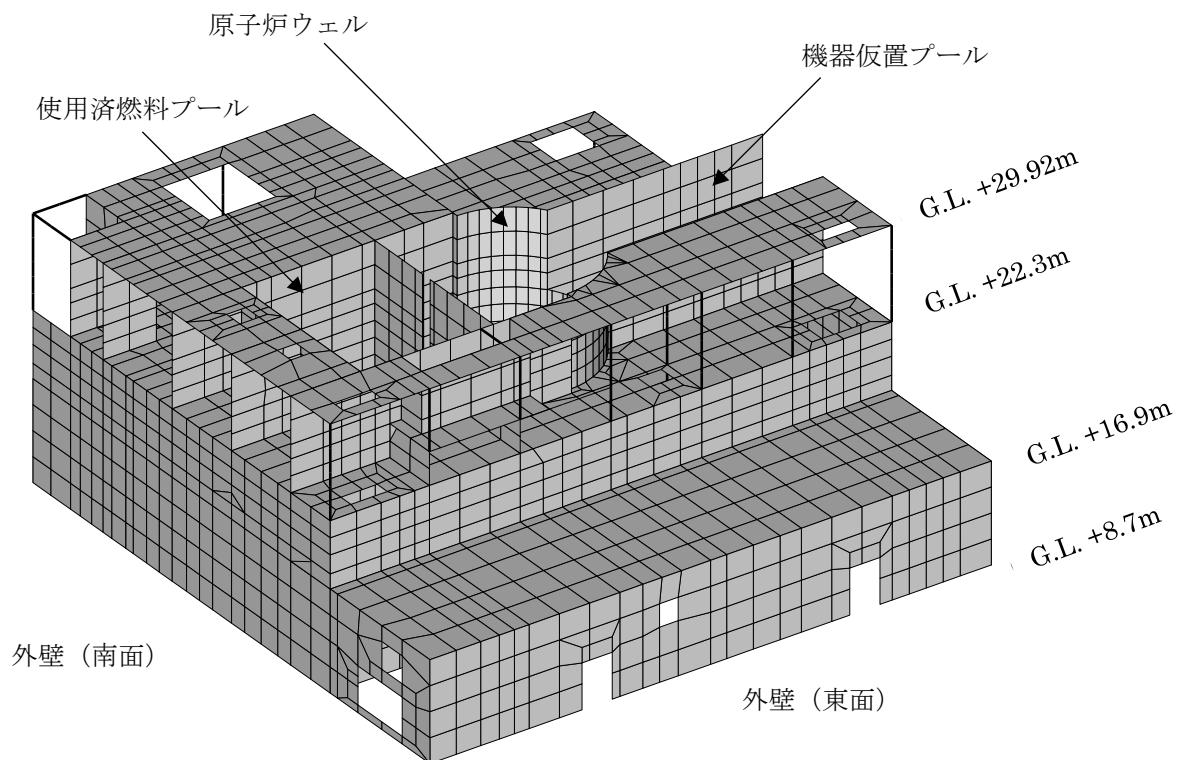 原子炉ウェル
機器仮置プール
使用済燃料プール
G.L. +29.92m
G.L. +22.3m
G.L. +16.9m
G.L. +8.7m
外壁（南面）
外壁（東面）